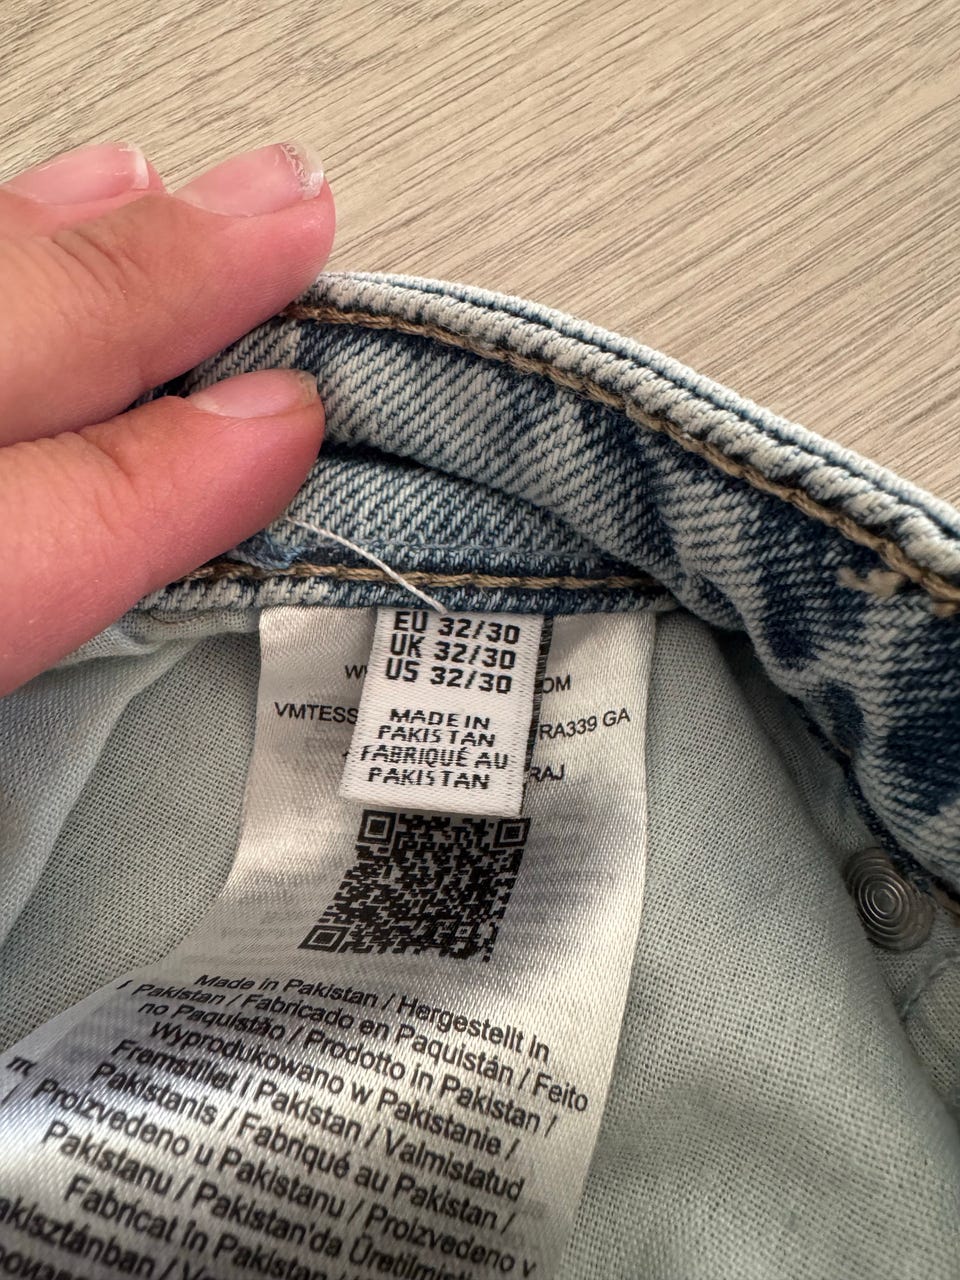 EU 32/30
UK 32/30
US 32/30
MADE IN
PAKISTAN
FABRIQUÉ AU
PAKISTAN
VMTESS
RA339 GA
RAJ
Made in Pakistan / Hergestellt in
Pakistan / Fabricado en Paquistán / Feito
no Paquistão / Prodotto in Pakistan /
Wyprodukowano w Pakistanie /
Fremstillet i Pakistan / Valmistatud
Pakistanis / Fabriqué au Pakistan /
Proizvedeno u Pakistanu / Proizvedeno v
Pakistanu / Pakistan'da Üretilmiştir
Fabricat în Pakistan